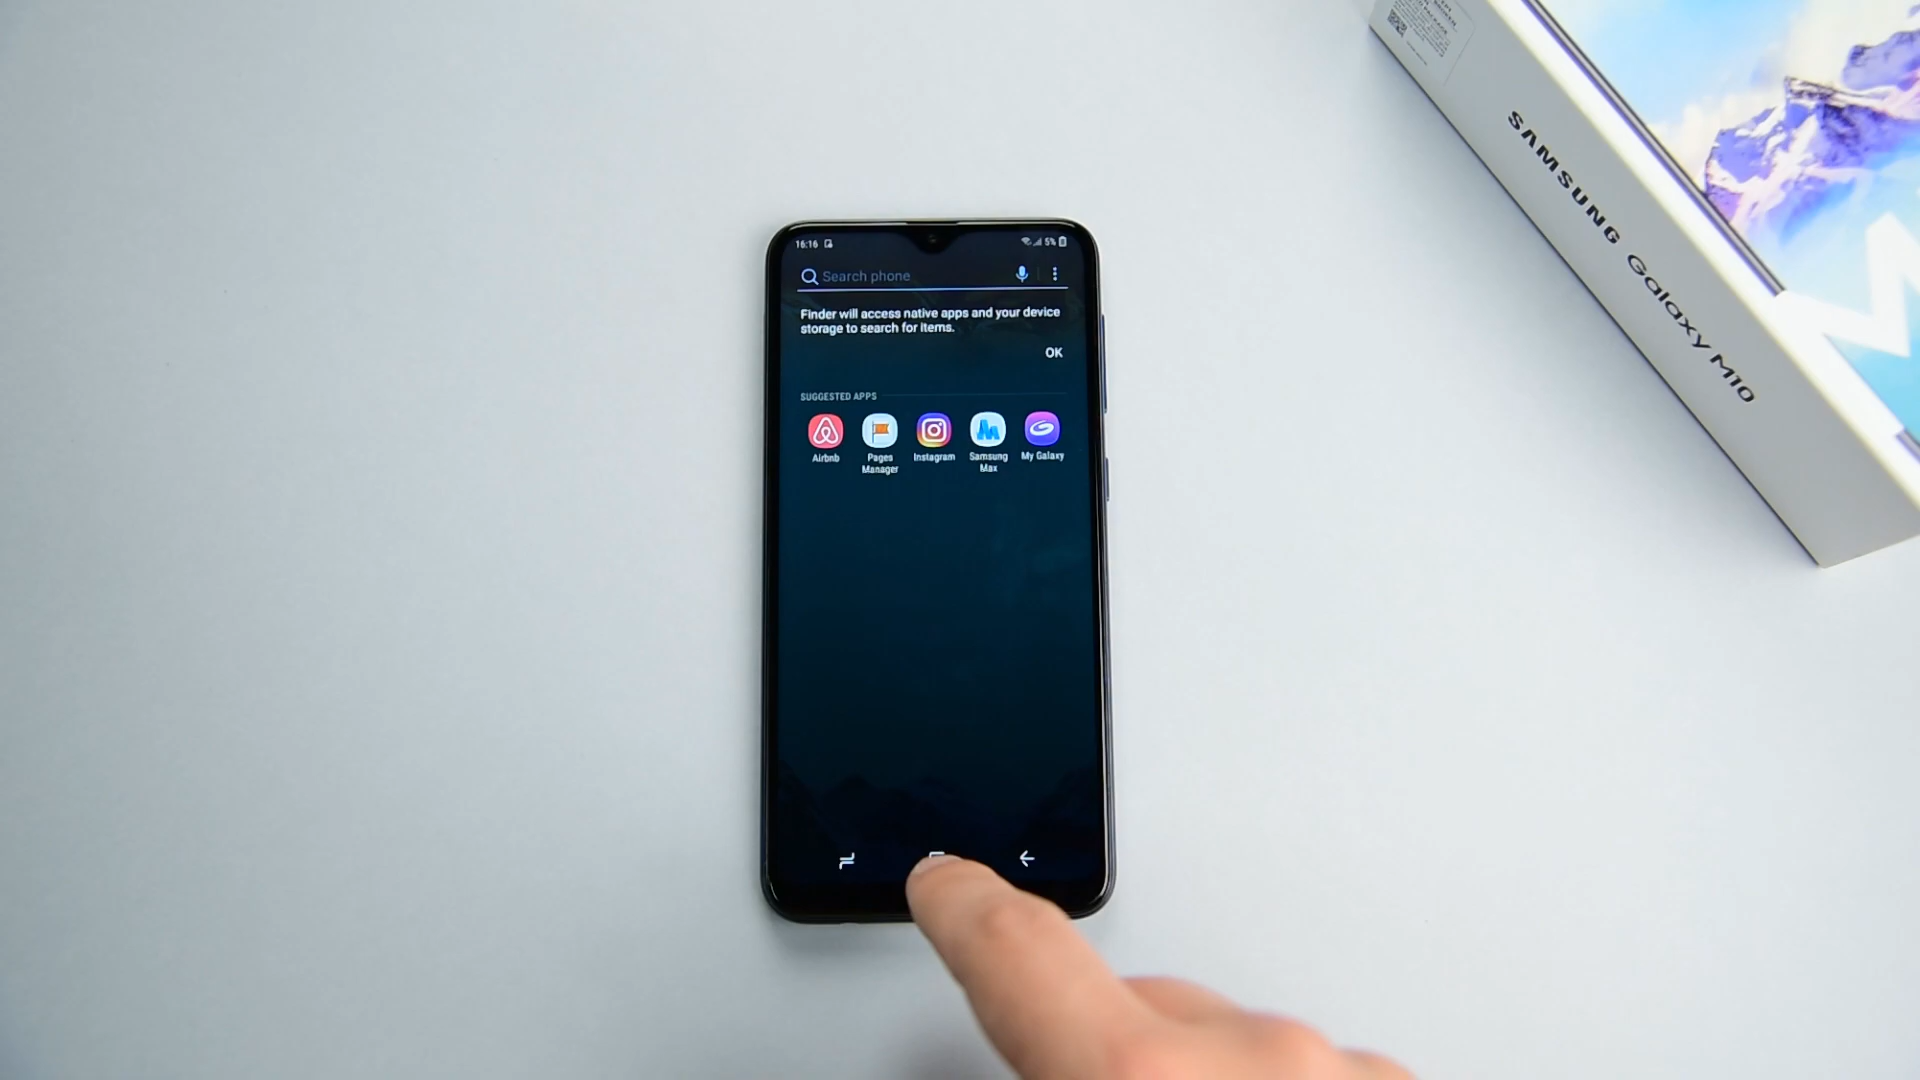 16:16
5%
Search phone
Finder will access native apps and your device
storage to search for items.
OK
SUGGESTED APPS
Airbnb
Pages
Manager
Instagram
Samsung
Max
My Galaxy
SAMSUNG Galaxy M10
M